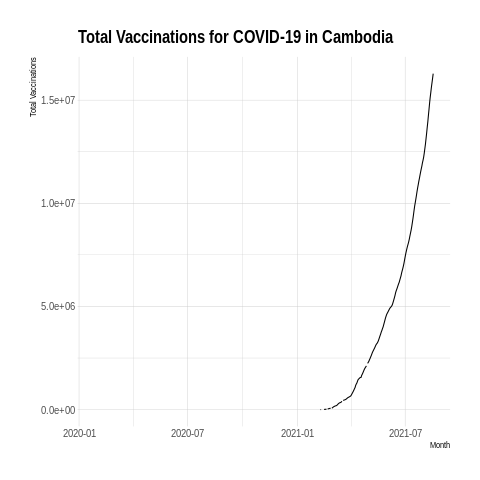 Total Vaccinations for COVID-19 in Cambodia
Total Vaccinations
1.5e+07
1.0e+07
5.0e+06
0.0e+00
2020-01 2020-07 2021-01 2021-07
Month